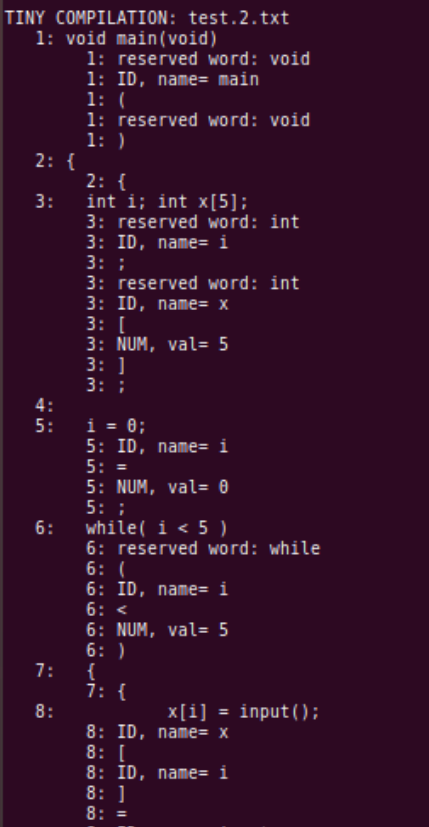 TINY COMPILATION: test.2.txt
1: void main(void)
1: reserved word: void
1: ID, name= main
1: (
1: reserved word: void
1: )
2: {
2: {
3: int i; int x[5];
3: reserved word: int
3: ID, name= i
3: ;
3: reserved word: int
3: ID, name= x
3: [
3: NUM, val= 5
3: ]
3: ;
4:
5: i = 0;
5: ID, name= i
5: =
5: NUM, val= 0
5: ;
6: while( i < 5 )
6: reserved word: while
6: (
6: ID, name= i
6: <
6: NUM, val= 5
6: )
7: {
7: {
8: x[i] = input();
8: ID, name= x
8: [
8: ID, name= i
8: ]
8: =